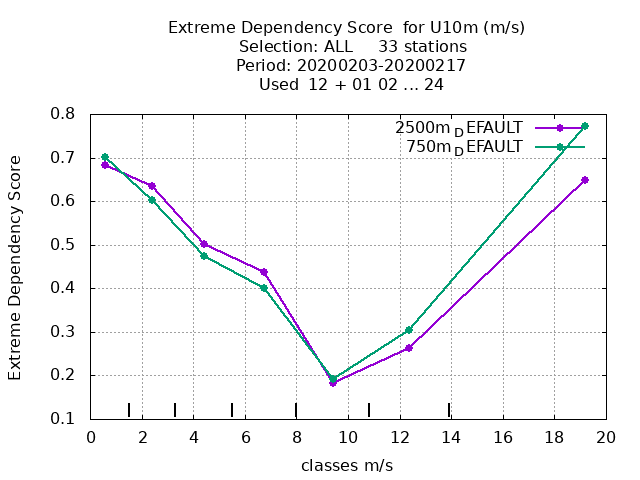 Extreme Dependency Score  for U10m (m/s)
Selection: ALL     33 stations
Period: 20200203-20200217
Used  12 + 01 02 ... 24
Extreme Dependency Score
0.8
0.7
0.6
0.5
0.4
0.3
0.2
0.1
2500m_DEFAULT
750m_DEFAULT
0 2 4 6 8 10 12 14 16 18 20
classes m/s